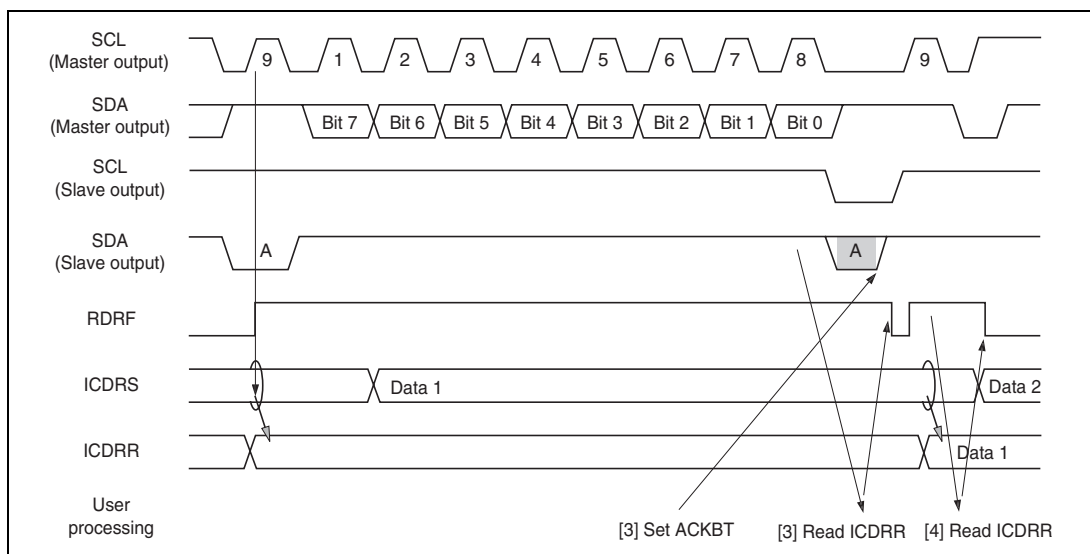 SCL
(Master output)
9 1 2 3 4 5 6 7 8 9
SDA
(Master output)
Bit 7 Bit 6 Bit 5 Bit 4 Bit 3 Bit 2 Bit 1 Bit 0
SCL
(Slave output)
SDA
(Slave output)
A A
RDRF
ICDRS
Data 1 Data 2
ICDRR
Data 1
User
processing
[3] Set ACKBT [3] Read ICDRR [4] Read ICDRR